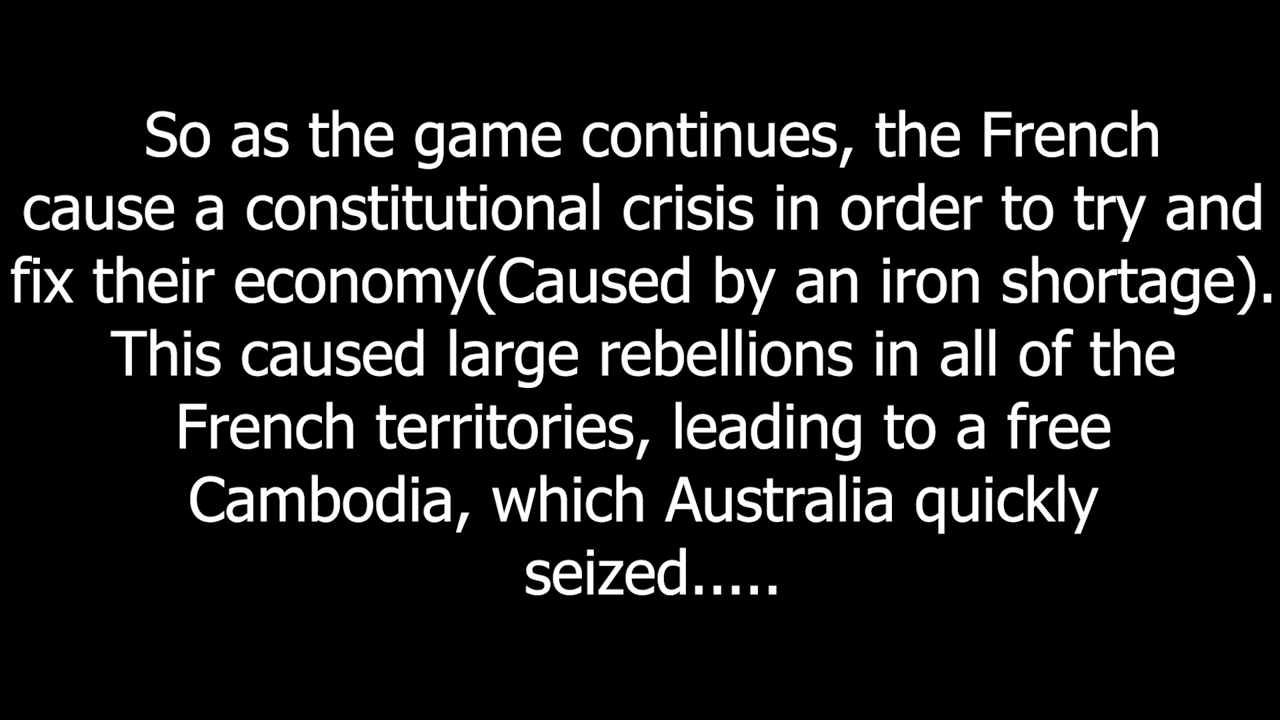 So as the game continues, the French
cause a constitutional crisis in order to try and
fix their economy(Caused by an iron shortage).
This caused large rebellions in all of the
French territories, leading to a free
Cambodia, which Australia quickly
seized.....